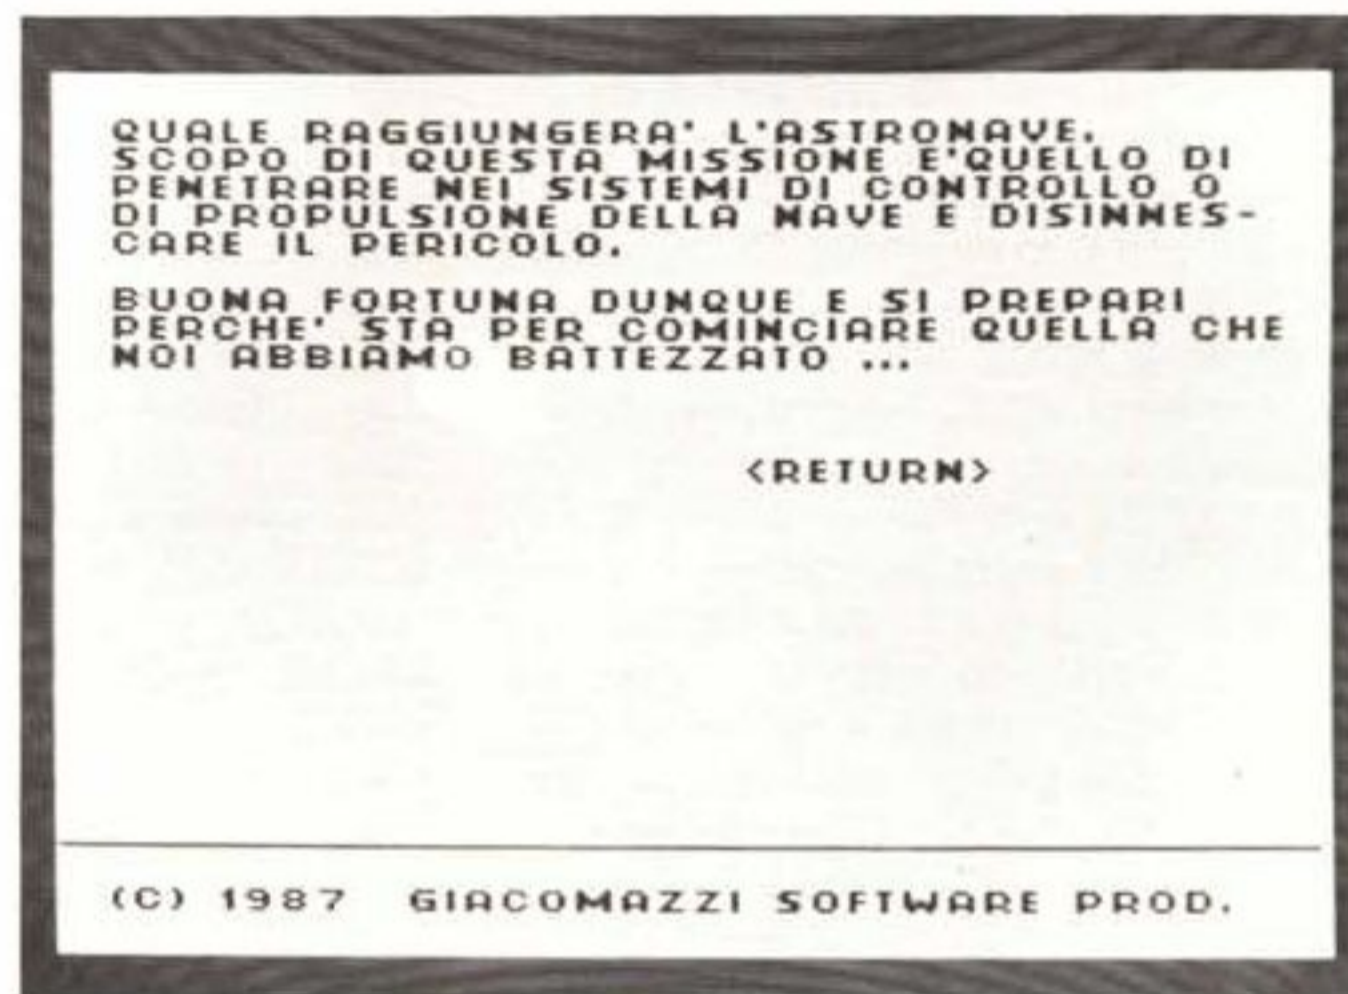 QUALE RAGGIUNGERA' L'ASTRONAVE.
SCOPO DI QUESTA MISSIONE E'QUELLO DI
PENETRARE NEI SISTEMI DI CONTROLLO O
DI PROPULSIONE DELLA NAVE E DISINNES-
CARE IL PERICOLO.
BUONA FORTUNA DUNQUE E SI PREPARI
PERCHE' STA PER COMINCIARE QUELLA CHE
NOI ABBIAMO BATTEZZATO ...
<RETURN>
(C) 1987 GIACOMAZZI SOFTWARE PROD.